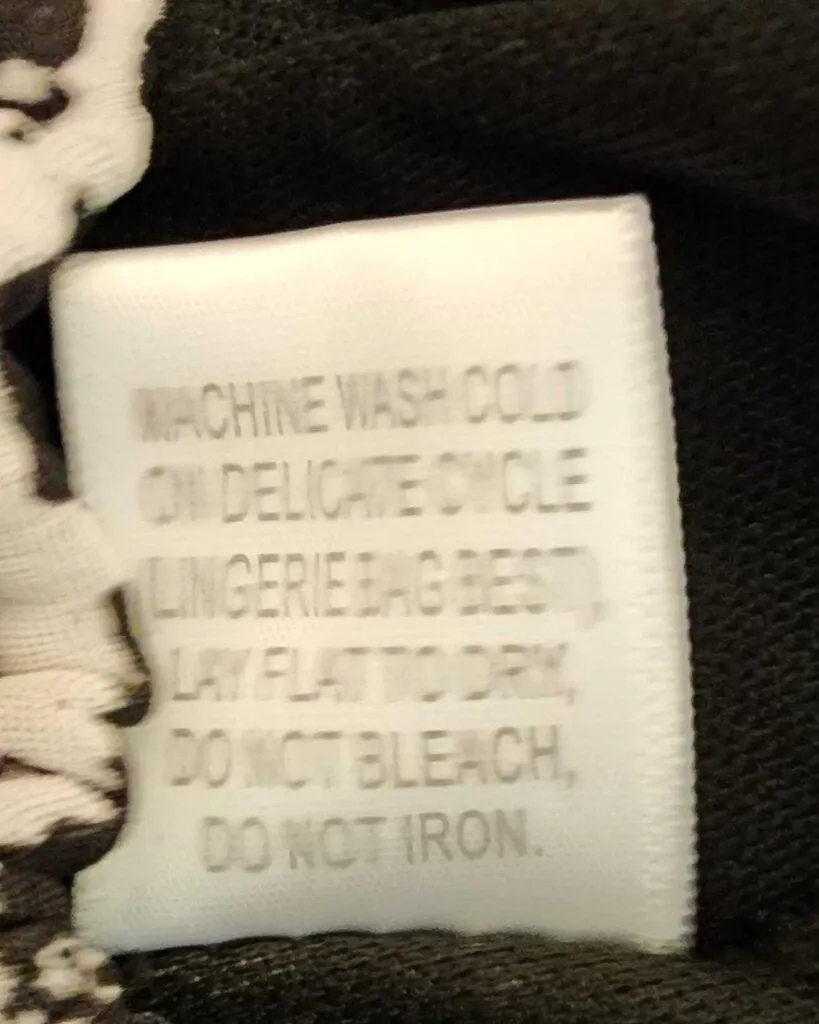 MACHINE WASH COLD
ON DELICATE CYCLE
(LINGERIE BAG BEST),
LAY FLAT TO DRY,
DO NOT BLEACH,
DO NOT IRON.